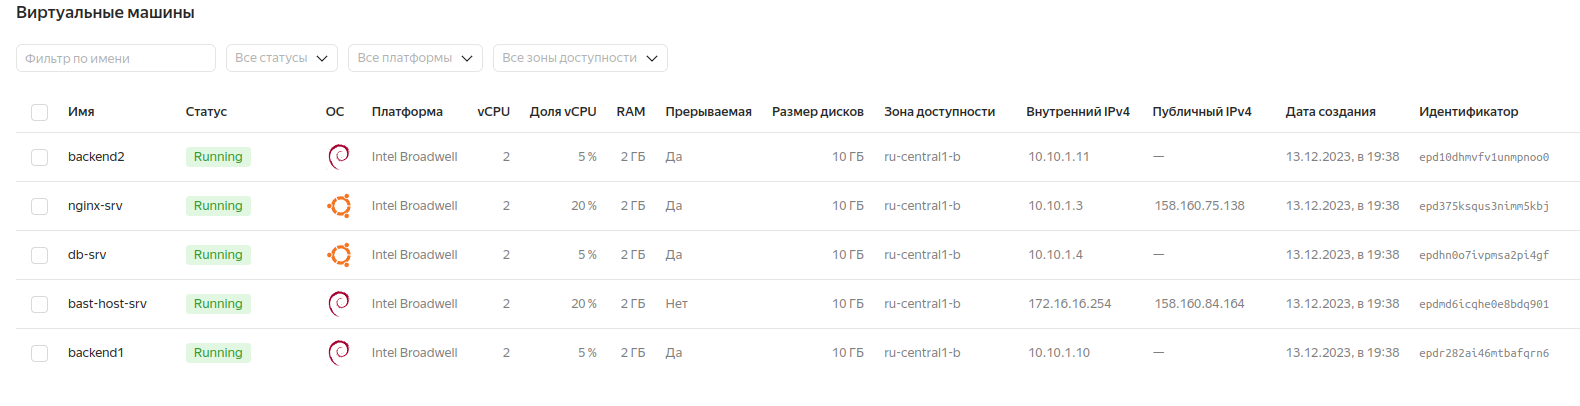 Виртуальные машины
Фильтр по имени Все статусы Все платформы Все зоны доступности
Имя Статус ОС Платформа vCPU Доля vCPU RAM Прерываемая Размер дисков Зона доступности Внутренний IPv4 Публичный IPv4 Дата создания Идентификатор
backend2 Running Intel Broadwell 2 5 % 2 ГБ Да 10 ГБ ru-central1-b 10.10.1.11 — 13.12.2023, в 19:38 epd10dhmvfv1unmpnoo0
nginx-srv Running Intel Broadwell 2 20 % 2 ГБ Да 10 ГБ ru-central1-b 10.10.1.3 158.160.75.138 13.12.2023, в 19:38 epd375ksqus3nimm5kbj
db-srv Running Intel Broadwell 2 5 % 2 ГБ Да 10 ГБ ru-central1-b 10.10.1.4 — 13.12.2023, в 19:38 epdhn0o7ivpmsa2pi4gf
bast-host-srv Running Intel Broadwell 2 20 % 2 ГБ Нет 10 ГБ ru-central1-b 172.16.16.254 158.160.84.164 13.12.2023, в 19:38 epdmd6icqhe0e8bdq901
backend1 Running Intel Broadwell 2 5 % 2 ГБ Да 10 ГБ ru-central1-b 10.10.1.10 — 13.12.2023, в 19:38 epdr282ai46mtbafqrn6